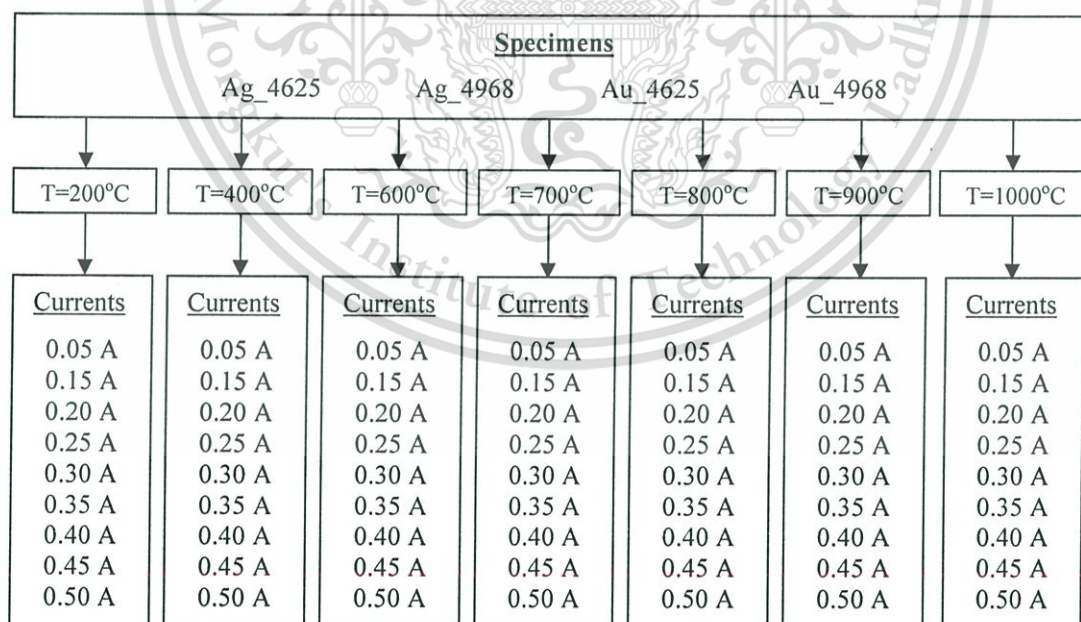 Specimens
Ag_4625 Ag_4968 Au_4625 Au_4968
T=200°C T=400°C T=600°C T=700°C T=800°C T=900°C T=1000°C
Currents Currents Currents Currents Currents Currents Currents
0.05 A 0.05 A 0.05 A 0.05 A 0.05 A 0.05 A 0.05 A
0.15 A 0.15 A 0.15 A 0.15 A 0.15 A 0.15 A 0.15 A
0.20 A 0.20 A 0.20 A 0.20 A 0.20 A 0.20 A 0.20 A
0.25 A 0.25 A 0.25 A 0.25 A 0.25 A 0.25 A 0.25 A
0.30 A 0.30 A 0.30 A 0.30 A 0.30 A 0.30 A 0.30 A
0.35 A 0.35 A 0.35 A 0.35 A 0.35 A 0.35 A 0.35 A
0.40 A 0.40 A 0.40 A 0.40 A 0.40 A 0.40 A 0.40 A
0.45 A 0.45 A 0.45 A 0.45 A 0.45 A 0.45 A 0.45 A
0.50 A 0.50 A 0.50 A 0.50 A 0.50 A 0.50 A 0.50 A
Mongkut's Institute of Technology